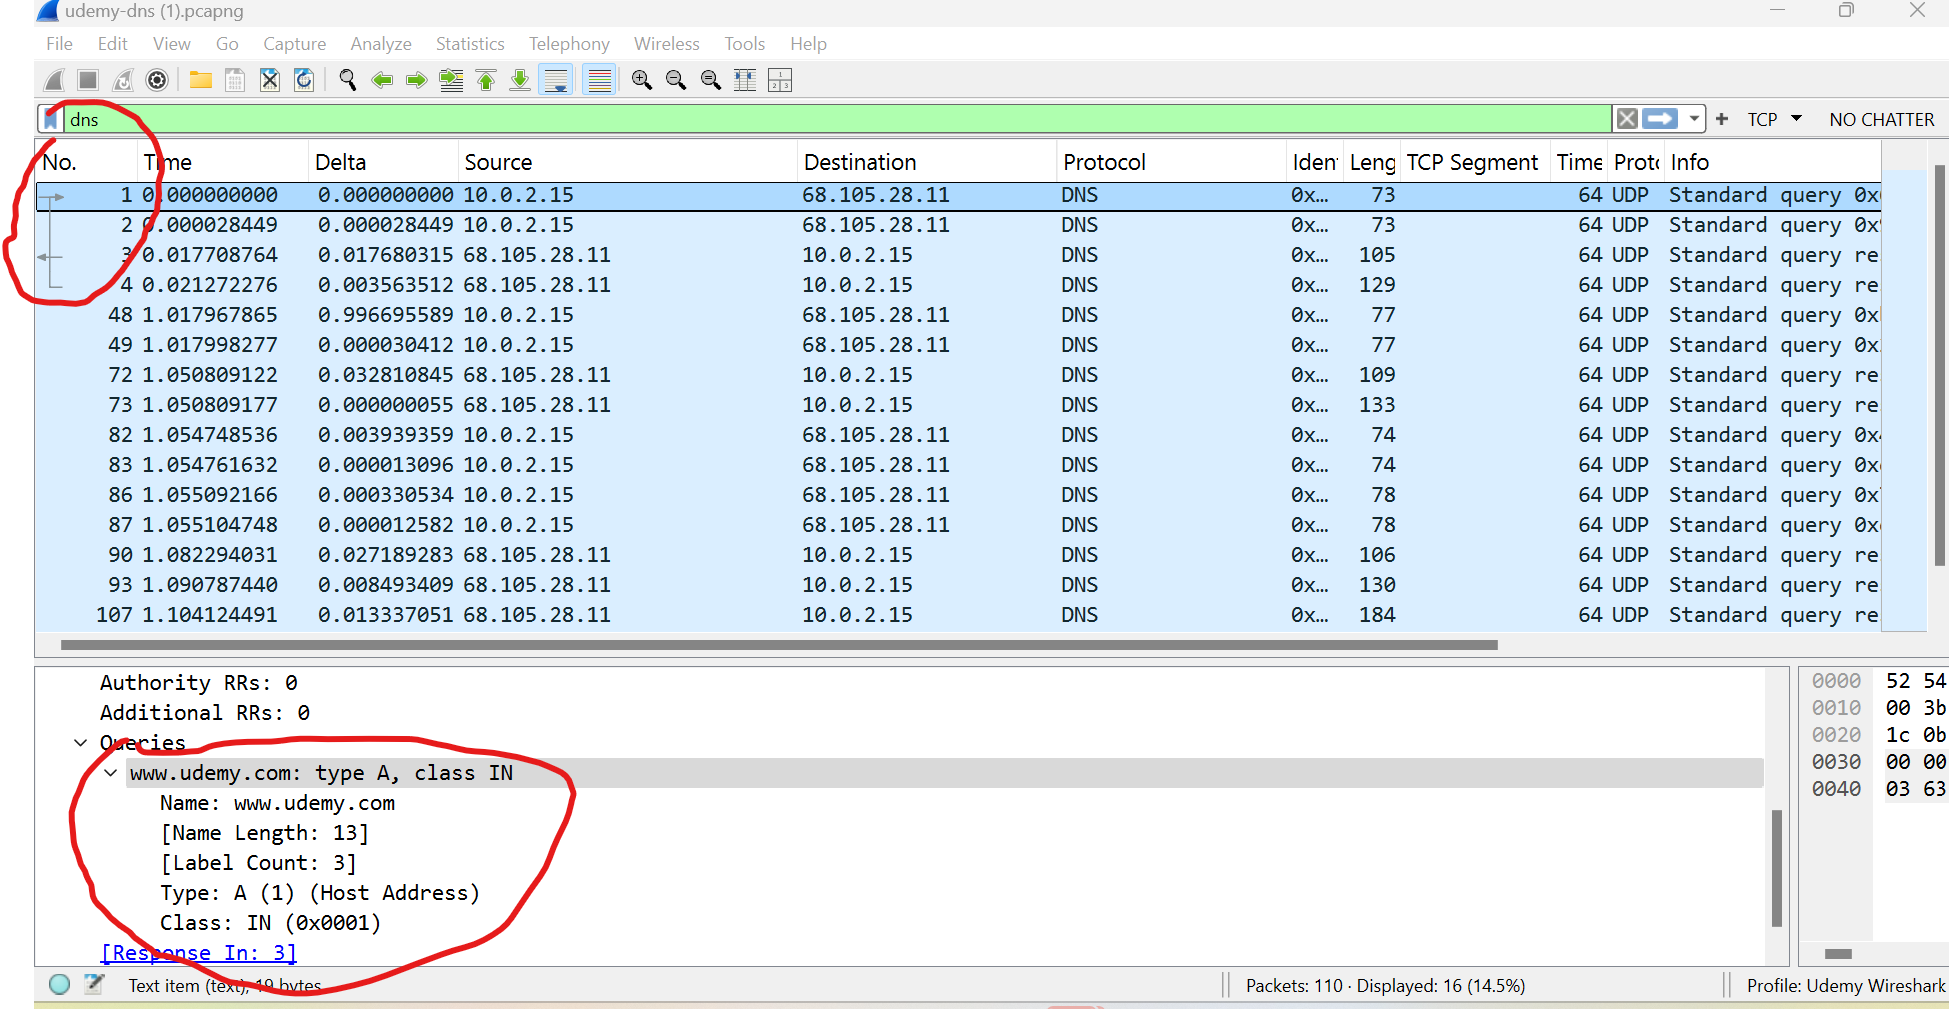 udemy-dns (1).pcapng
File Edit View Go Capture Analyze Statistics Telephony Wireless Tools Help
dns + TCP NO CHATTER
No. Time Delta Source Destination Protocol Iden Leng TCP Segment Time Proto Info
1 0.000000000 0.000000000 10.0.2.15 68.105.28.11 DNS 0x… 73 64 UDP Standard query 0x
2 0.000028449 0.000028449 10.0.2.15 68.105.28.11 DNS 0x… 73 64 UDP Standard query 0x
3 0.017708764 0.017680315 68.105.28.11 10.0.2.15 DNS 0x… 105 64 UDP Standard query re
4 0.021272276 0.003563512 68.105.28.11 10.0.2.15 DNS 0x… 129 64 UDP Standard query re
48 1.017967865 0.996695589 10.0.2.15 68.105.28.11 DNS 0x… 77 64 UDP Standard query 0x
49 1.017998277 0.000030412 10.0.2.15 68.105.28.11 DNS 0x… 77 64 UDP Standard query 0x
72 1.050809122 0.032810845 68.105.28.11 10.0.2.15 DNS 0x… 109 64 UDP Standard query re
73 1.050809177 0.000000055 68.105.28.11 10.0.2.15 DNS 0x… 133 64 UDP Standard query re
82 1.054748536 0.003939359 10.0.2.15 68.105.28.11 DNS 0x… 74 64 UDP Standard query 0x
83 1.054761632 0.000013096 10.0.2.15 68.105.28.11 DNS 0x… 74 64 UDP Standard query 0x
86 1.055092166 0.000330534 10.0.2.15 68.105.28.11 DNS 0x… 78 64 UDP Standard query 0x
87 1.055104748 0.000012582 10.0.2.15 68.105.28.11 DNS 0x… 78 64 UDP Standard query 0x
90 1.082294031 0.027189283 68.105.28.11 10.0.2.15 DNS 0x… 106 64 UDP Standard query re
93 1.090787440 0.008493409 68.105.28.11 10.0.2.15 DNS 0x… 130 64 UDP Standard query re
107 1.104124491 0.013337051 68.105.28.11 10.0.2.15 DNS 0x… 184 64 UDP Standard query re
Authority RRs: 0
Additional RRs: 0
Queries
www.udemy.com: type A, class IN
Name: www.udemy.com
[Name Length: 13]
[Label Count: 3]
Type: A (1) (Host Address)
Class: IN (0x0001)
[Response In: 3]
0000 52 54
0010 00 3b
0020 1c 0b
0030 00 00
0040 03 63
Text item (text), 19 bytes Packets: 110 · Displayed: 16 (14.5%) Profile: Udemy Wireshark